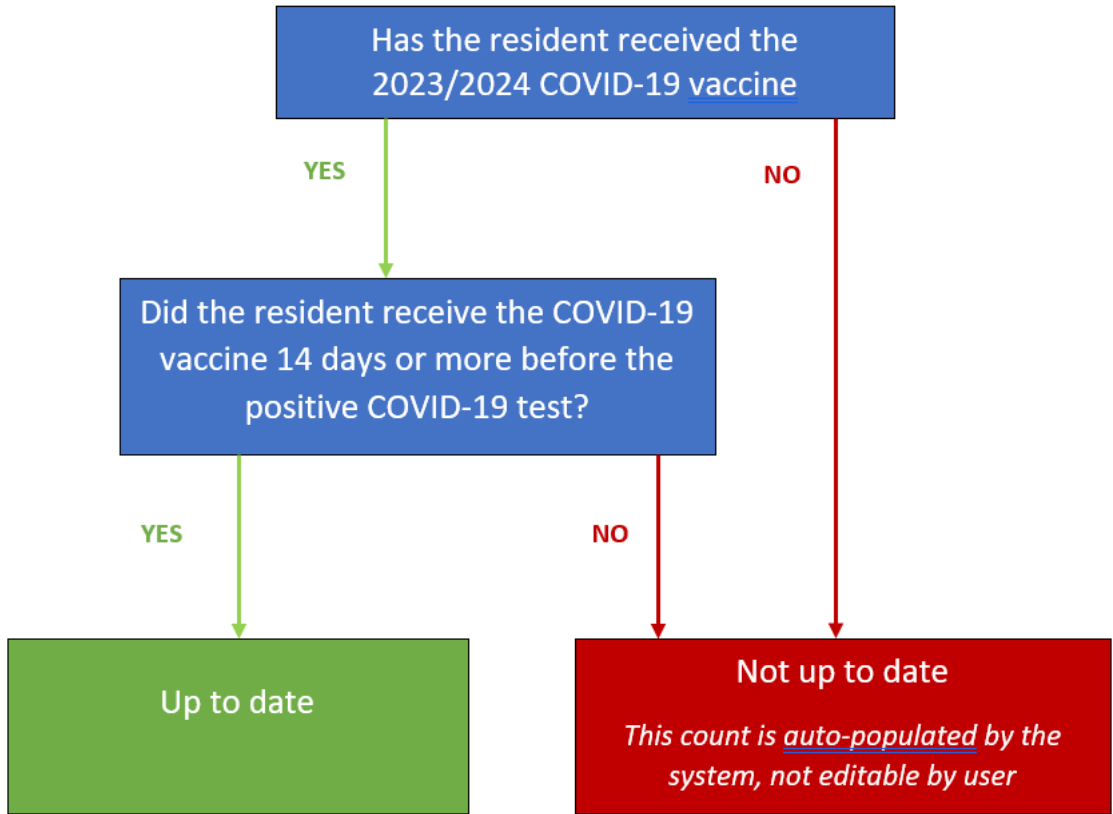 Has the resident received the
2023/2024 COVID-19 vaccine
YES
NO
Did the resident receive the COVID-19
vaccine 14 days or more before the
positive COVID-19 test?
YES
NO
Up to date
Not up to date
This count is auto-populated by the
system, not editable by user